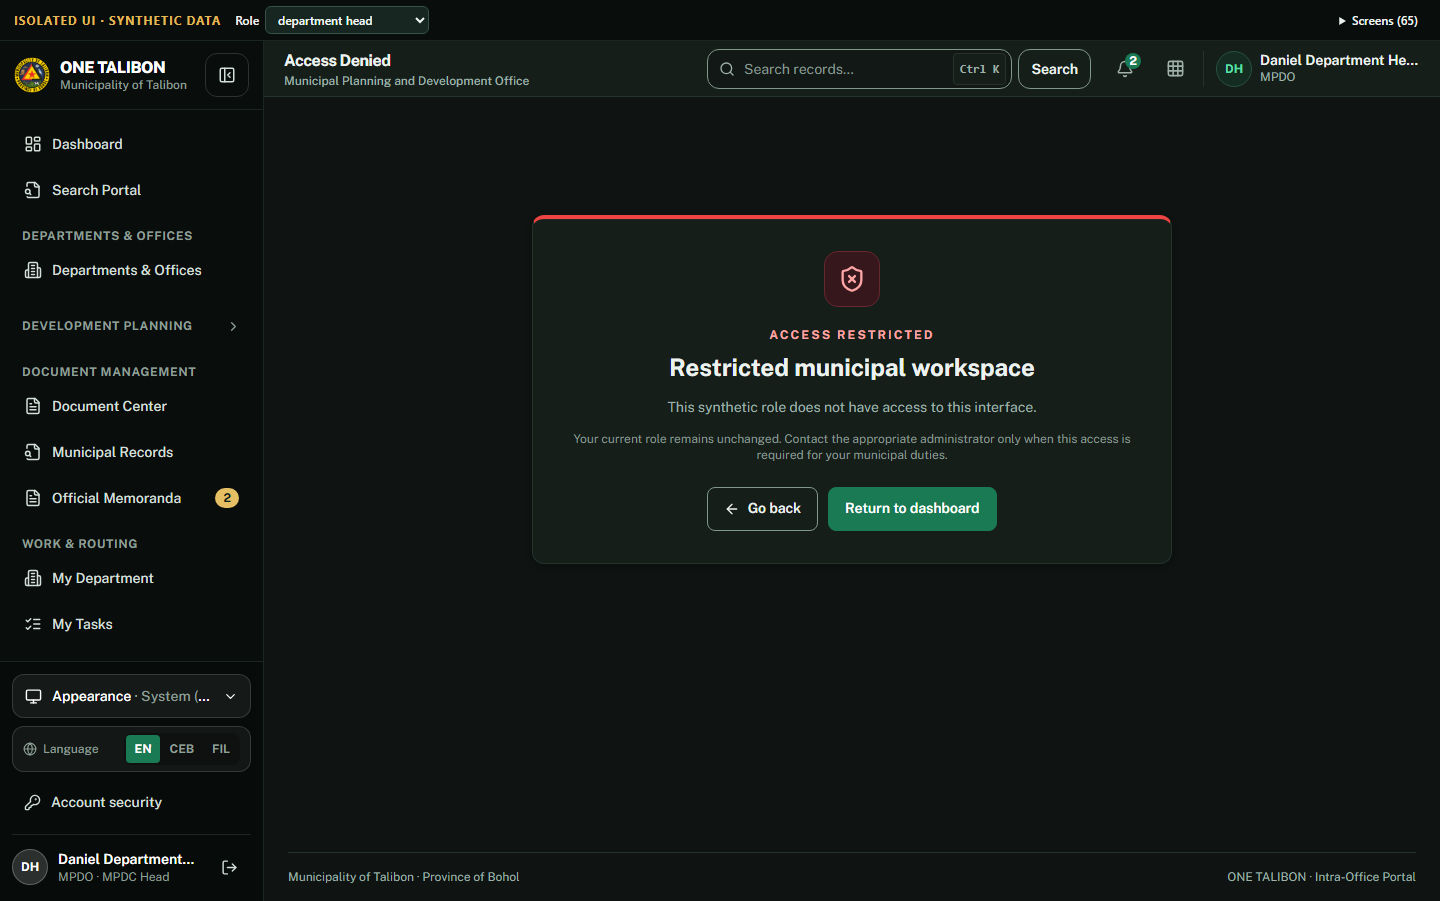 ISOLATED UI · SYNTHETIC DATA
Role
department head
Screens (65)
ONE TALIBON
Municipality of Talibon
Access Denied
Municipal Planning and Development Office
Search records...
Ctrl K
Search
2
DH
Daniel Department He...
MPDO
Dashboard
Search Portal
DEPARTMENTS & OFFICES
Departments & Offices
DEVELOPMENT PLANNING
DOCUMENT MANAGEMENT
Document Center
Municipal Records
Official Memoranda
2
WORK & ROUTING
My Department
My Tasks
Appearance · System (...
Language
EN
CEB
FIL
Account security
DH
Daniel Department...
MPDO · MPDC Head
ACCESS RESTRICTED
Restricted municipal workspace
This synthetic role does not have access to this interface.
Your current role remains unchanged. Contact the appropriate administrator only when this access is
required for your municipal duties.
Go back
Return to dashboard
Municipality of Talibon · Province of Bohol
ONE TALIBON · Intra-Office Portal